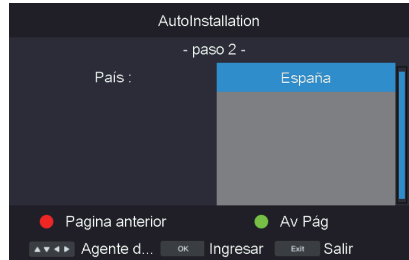 AutoInstallation
- paso 2 -
País : España
Pagina anterior Av Pág
Agente d... OK Ingresar Exit Salir